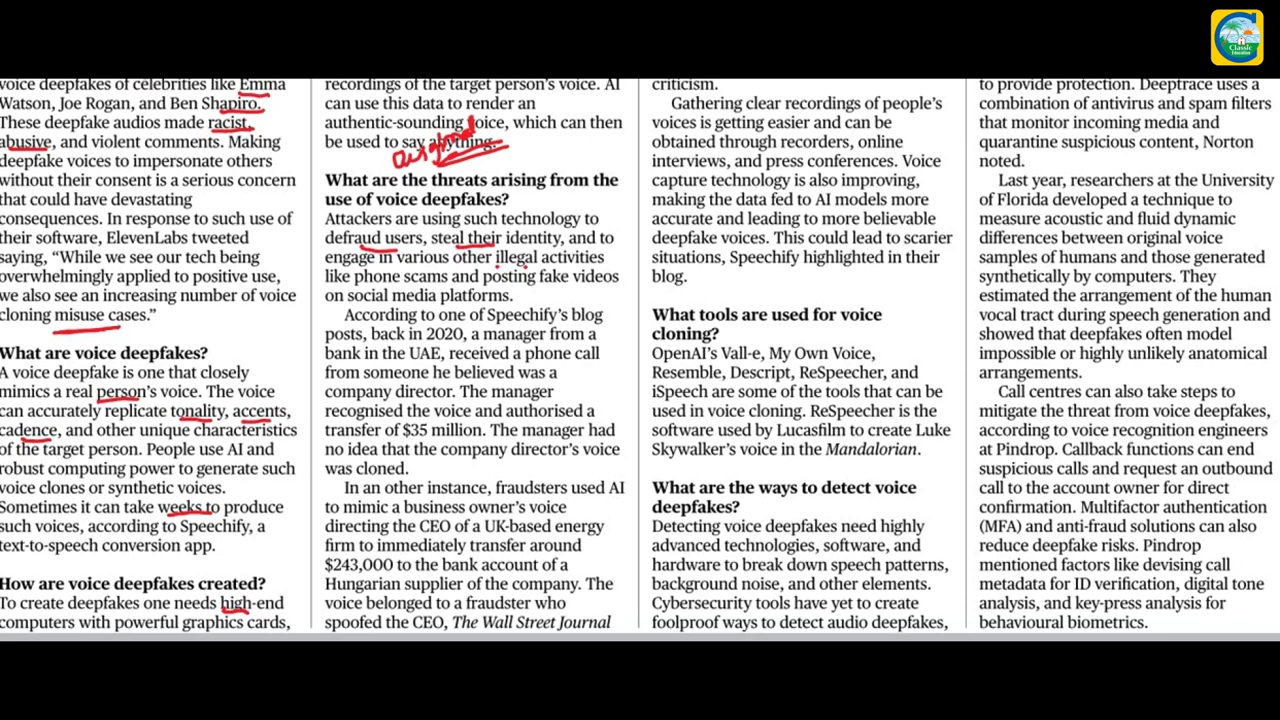 voice deepfakes of celebrities like Emma
Watson, Joe Rogan, and Ben Shapiro.
These deepfake audios made racist,
abusive, and violent comments. Making
deepfake voices to impersonate others
without their consent is a serious concern
that could have devastating
consequences. In response to such use of
their software, ElevenLabs tweeted
saying, “While we see our tech being
overwhelmingly applied to positive use,
we also see an increasing number of voice
cloning misuse cases.”
What are voice deepfakes?
A voice deepfake is one that closely
mimics a real person’s voice. The voice
can accurately replicate tonality, accents,
cadence, and other unique characteristics
of the target person. People use AI and
robust computing power to generate such
voice clones or synthetic voices.
Sometimes it can take weeks to produce
such voices, according to Speechify, a
text-to-speech conversion app.
How are voice deepfakes created?
To create deepfakes one needs high-end
computers with powerful graphics cards,
recordings of the target person’s voice. AI
can use this data to render an
authentic-sounding voice, which can then
be used to say anything.
original
What are the threats arising from the
use of voice deepfakes?
Attackers are using such technology to
defraud users, steal their identity, and to
engage in various other illegal activities
like phone scams and posting fake videos
on social media platforms.
According to one of Speechify’s blog
posts, back in 2020, a manager from a
bank in the UAE, received a phone call
from someone he believed was a
company director. The manager
recognised the voice and authorised a
transfer of $35 million. The manager had
no idea that the company director’s voice
was cloned.
In an other instance, fraudsters used AI
to mimic a business owner’s voice
directing the CEO of a UK-based energy
firm to immediately transfer around
$243,000 to the bank account of a
Hungarian supplier of the company. The
voice belonged to a fraudster who
spoofed the CEO, The Wall Street Journal
criticism.
Gathering clear recordings of people’s
voices is getting easier and can be
obtained through recorders, online
interviews, and press conferences. Voice
capture technology is also improving,
making the data fed to AI models more
accurate and leading to more believable
deepfake voices. This could lead to scarier
situations, Speechify highlighted in their
blog.
What tools are used for voice
cloning?
OpenAI’s Vall-e, My Own Voice,
Resemble, Descript, ReSpeecher, and
iSpeech are some of the tools that can be
used in voice cloning. ReSpeecher is the
software used by Lucasfilm to create Luke
Skywalker’s voice in the Mandalorian.
What are the ways to detect voice
deepfakes?
Detecting voice deepfakes need highly
advanced technologies, software, and
hardware to break down speech patterns,
background noise, and other elements.
Cybersecurity tools have yet to create
foolproof ways to detect audio deepfakes,
to provide protection. Deeptrace uses a
combination of antivirus and spam filters
that monitor incoming media and
quarantine suspicious content, Norton
noted.
Last year, researchers at the University
of Florida developed a technique to
measure acoustic and fluid dynamic
differences between original voice
samples of humans and those generated
synthetically by computers. They
estimated the arrangement of the human
vocal tract during speech generation and
showed that deepfakes often model
impossible or highly unlikely anatomical
arrangements.
Call centres can also take steps to
mitigate the threat from voice deepfakes,
according to voice recognition engineers
at Pindrop. Callback functions can end
suspicious calls and request an outbound
call to the account owner for direct
confirmation. Multifactor authentication
(MFA) and anti-fraud solutions can also
reduce deepfake risks. Pindrop
mentioned factors like devising call
metadata for ID verification, digital tone
analysis, and key-press analysis for
behavioural biometrics.
Classic
Education